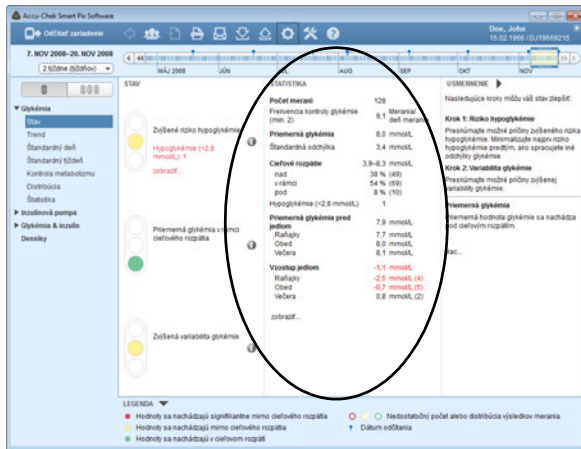 Accu-Chek Smart Pix Software
Odčítať zariadenie
Doe, John
15.02.1966 / DJ19669215
7. NOV 2008–20. NOV 2008
2 týždne (týždňov)
MÁJ 2008 JÚN JÚL AUG SEP OKT NOV
Glykémia
Stav
Trend
Štandardný deň
Štandardný týždeň
Kontrola metabolizmu
Distribúcia
Štatistika
Inzulínová pumpa
Glykémia & inzulín
Denníky
STAV
Zvýšené riziko hypoglykémie
Hypoglykémie (<2,8
mmol/L): 1
zobraziť...
Priemerná glykémia v rámci
cieľového rozpätia
Zvýšená variabilita glykémie
ŠTATISTIKA
Počet meraní 128
Frekvencia kontroly glykémie
(min. 2) 9,1 Merania/
deň merania
Priemerná glykémia 8,0 mmol/L
Štandardná odchýlka 3,4 mmol/L
Cieľové rozpätie 3,9–8,3 mmol/L
nad 38 % (49)
v rámci 54 % (69)
pod 8 % (10)
Hypoglykémie (<2,8 mmol/L) 1
Priemerná glykémia pred
jedlom 7,9 mmol/L
Raňajky 7,7 mmol/L
Obed 8,0 mmol/L
Večera 8,1 mmol/L
Vzostup jedlom -1,1 mmol/L
Raňajky -2,5 mmol/L (4)
Obed -0,7 mmol/L (5)
Večera 0,8 mmol/L (2)
zobraziť...
USMERNENIE
Nasledujúce kroky môžu váš stav zlepšiť:
Krok 1: Riziko hypoglykémie
Preskúmajte možné príčiny zvýšeného rizika
hypoglykémie. Minimalizujte najprv riziko
hypoglykémie predtým, ako spracujete iné
odchýlky glykémie.
Krok 2: Variabilita glykémie
Preskúmajte možné príčiny zvýšenej
variability glykémie.
Priemerná glykémia
Priemerná hodnota glykémie sa nachádza
pod cieľovým rozpätím.
LEGENDA
Hodnoty sa nachádzajú signifikantne mimo cieľového rozpätia
Hodnoty sa nachádzajú mimo cieľového rozpätia
Hodnoty sa nachádzajú v cieľovom rozpätí
Nedostatočný počet alebo distribúcia výsledkov merania
Dátum odčítania